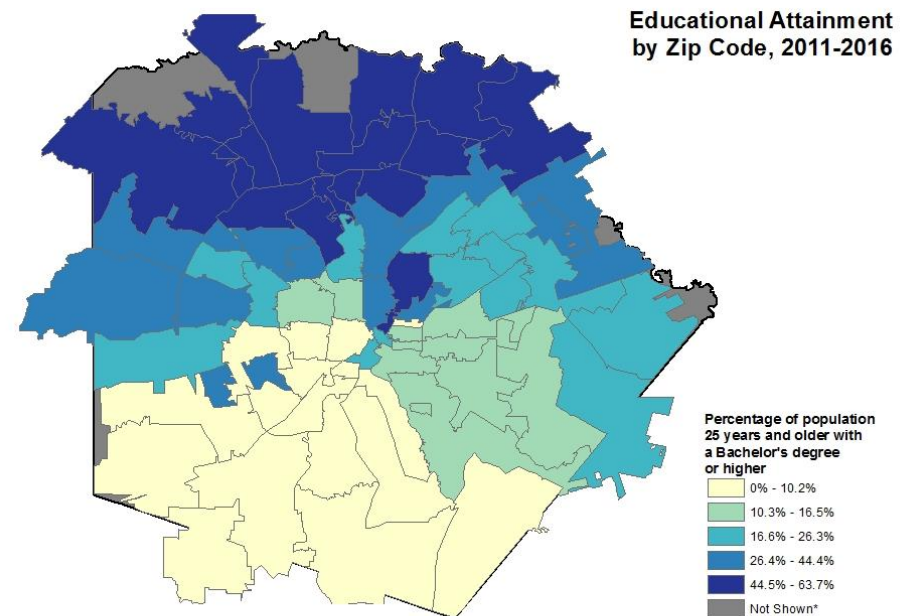 Educational Attainment
by Zip Code, 2011-2016
Percentage of population
25 years and older with
a Bachelor's degree
or higher
0% - 10.2%
10.3% - 16.5%
16.6% - 26.3%
26.4% - 44.4%
44.5% - 63.7%
Not Shown*